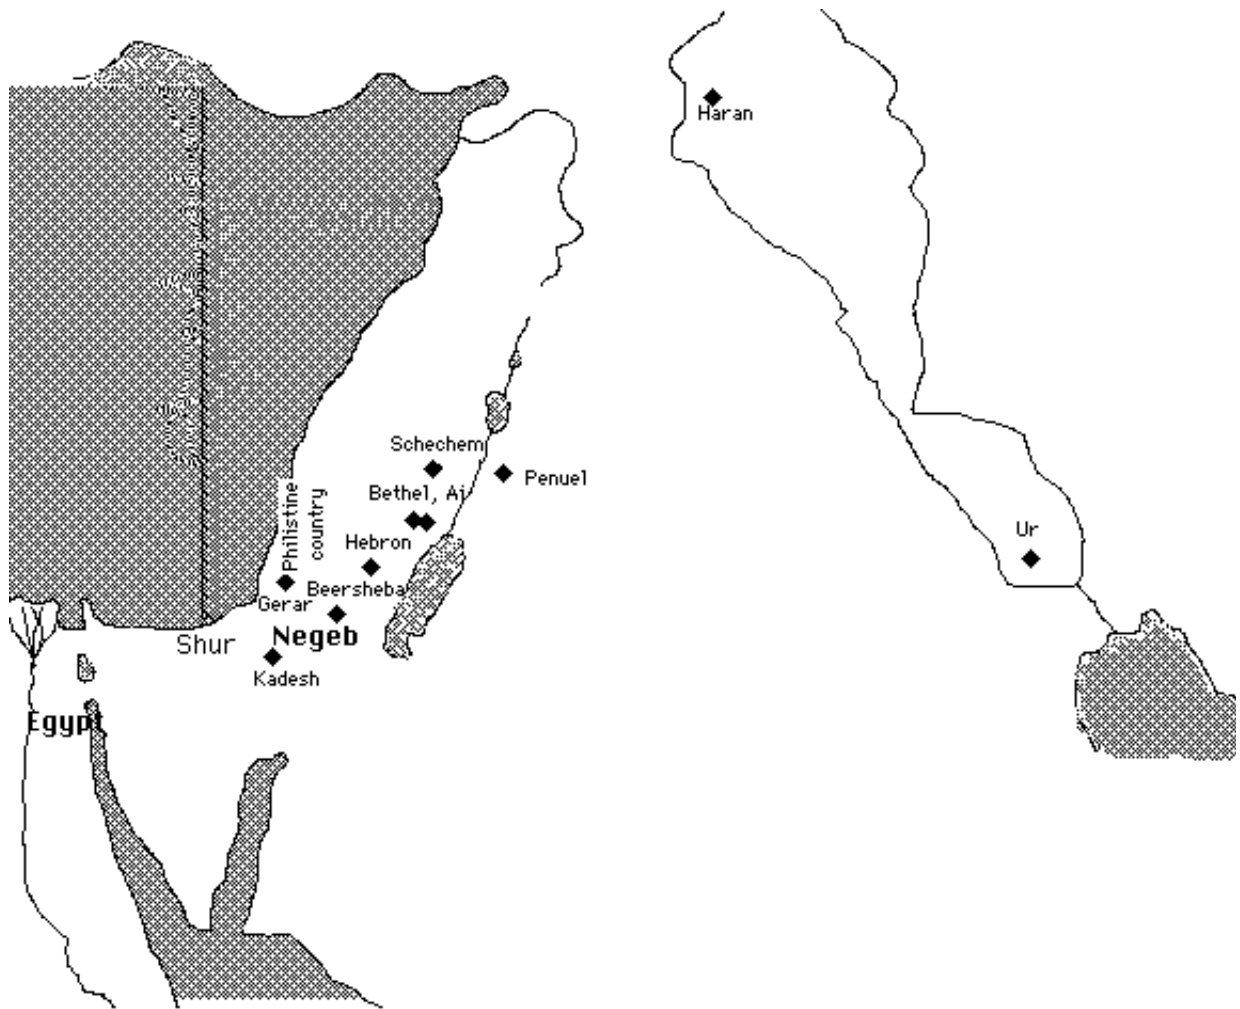 Haran
Schechem
Penuel
Bethel, Ai
Philistine
country
Ur
Hebron
Beersheba
Gerar
Negeb
Shur
Kadesh
Egypt